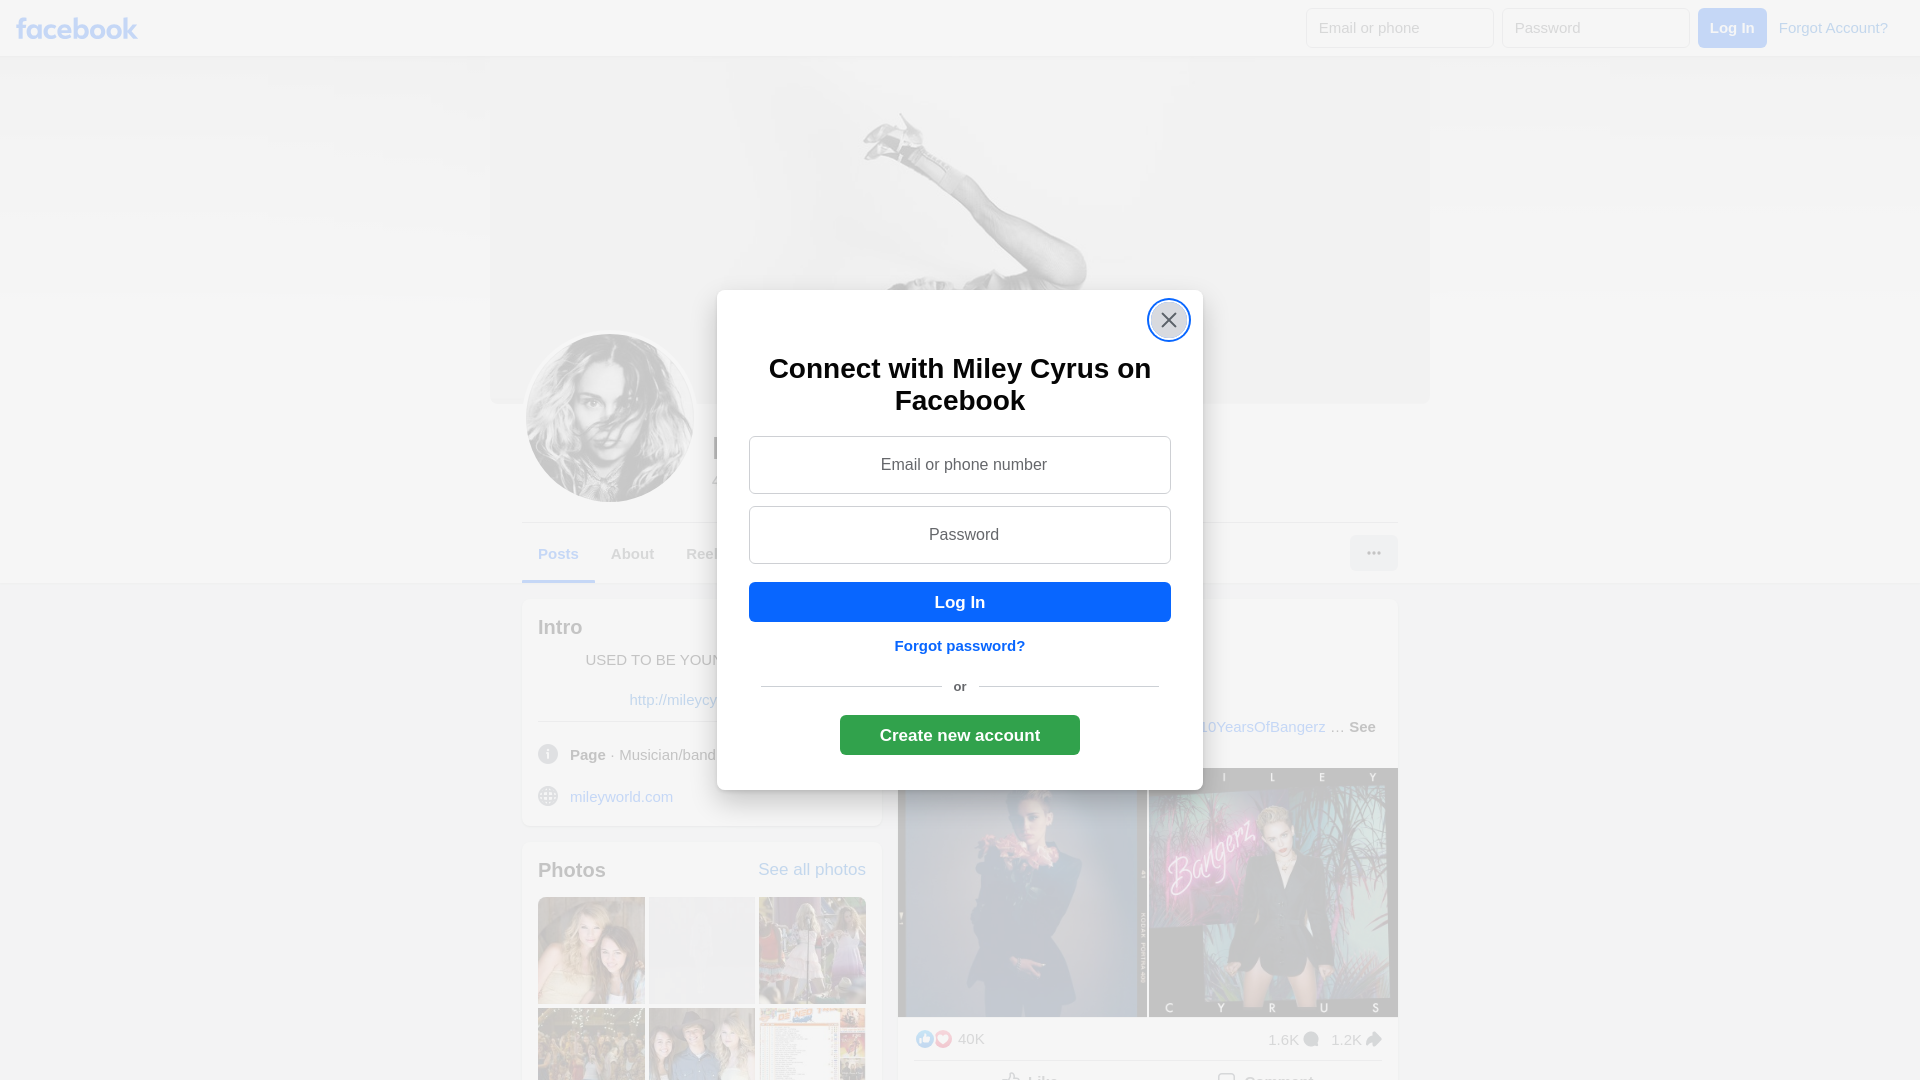 facebook
Email or phone
Password
Log In
Forgot Account?
Connect with Miley Cyrus on
Facebook
Email or phone number
Password
Log In
Forgot password?
or
Create new account
Posts
About
Intro
USED TO BE
http://mileycy
Page · Musician/band
mileyworld.com
Photos
See all photos
10YearsOfBangerz … See
I L E Y
Bangerz
C Y R U S
40K
1.6K
1.2K
Like
Comment